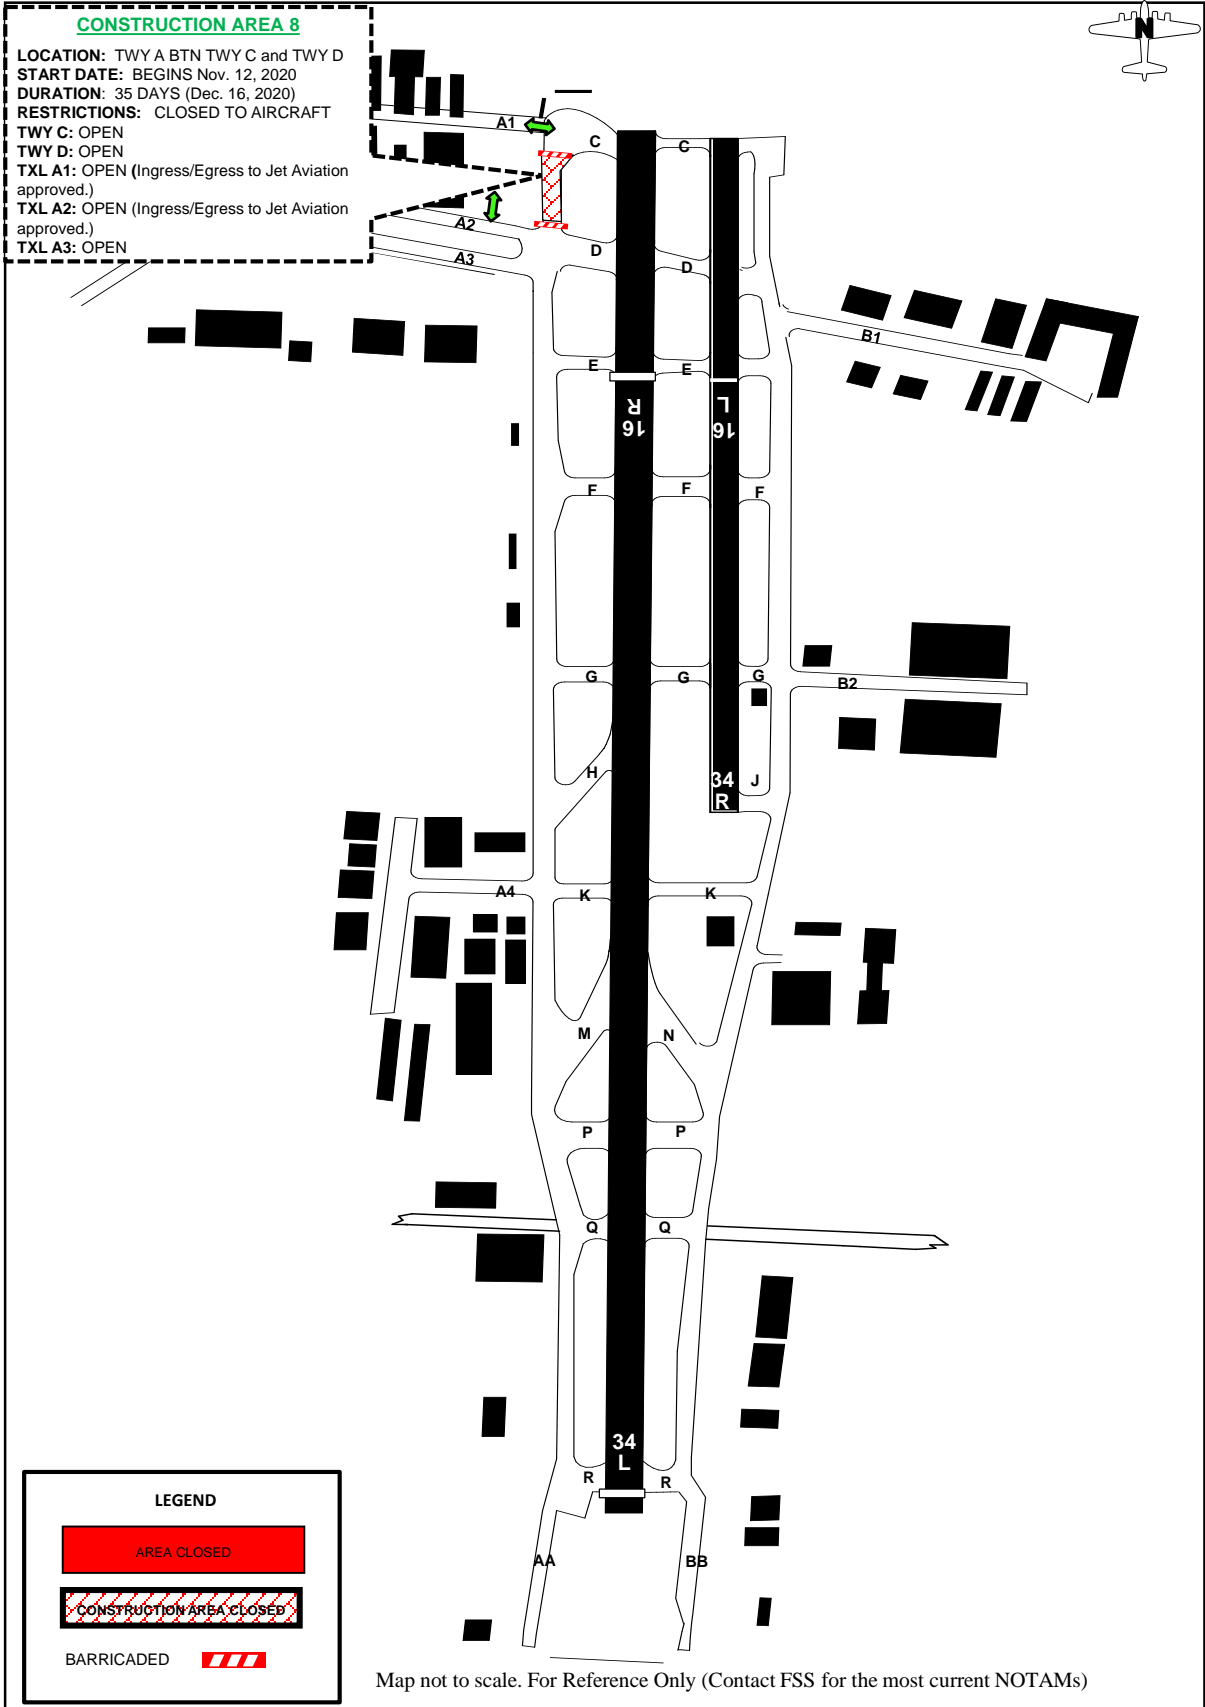 CONSTRUCTION AREA 8
LOCATION: TWY A BTN TWY C and TWY D
START DATE: BEGINS Nov. 12, 2020
DURATION: 35 DAYS (Dec. 16, 2020)
RESTRICTIONS: CLOSED TO AIRCRAFT
TWY C: OPEN
TWY D: OPEN
TXL A1: OPEN (Ingress/Egress to Jet Aviation
approved.)
TXL A2: OPEN (Ingress/Egress to Jet Aviation
approved.)
TXL A3: OPEN
N
A1
C
C
A2
D
A3
D
B1
E
E
R
16
L
16
F
F
F
G
G
G
B2
H
34
R
J
A4
K
K
M
N
P
P
Q
Q
34
L
R
R
AA
BB
LEGEND
AREA CLOSED
CONSTRUCTION AREA CLOSED
BARRICADED
Map not to scale. For Reference Only (Contact FSS for the most current NOTAMs)